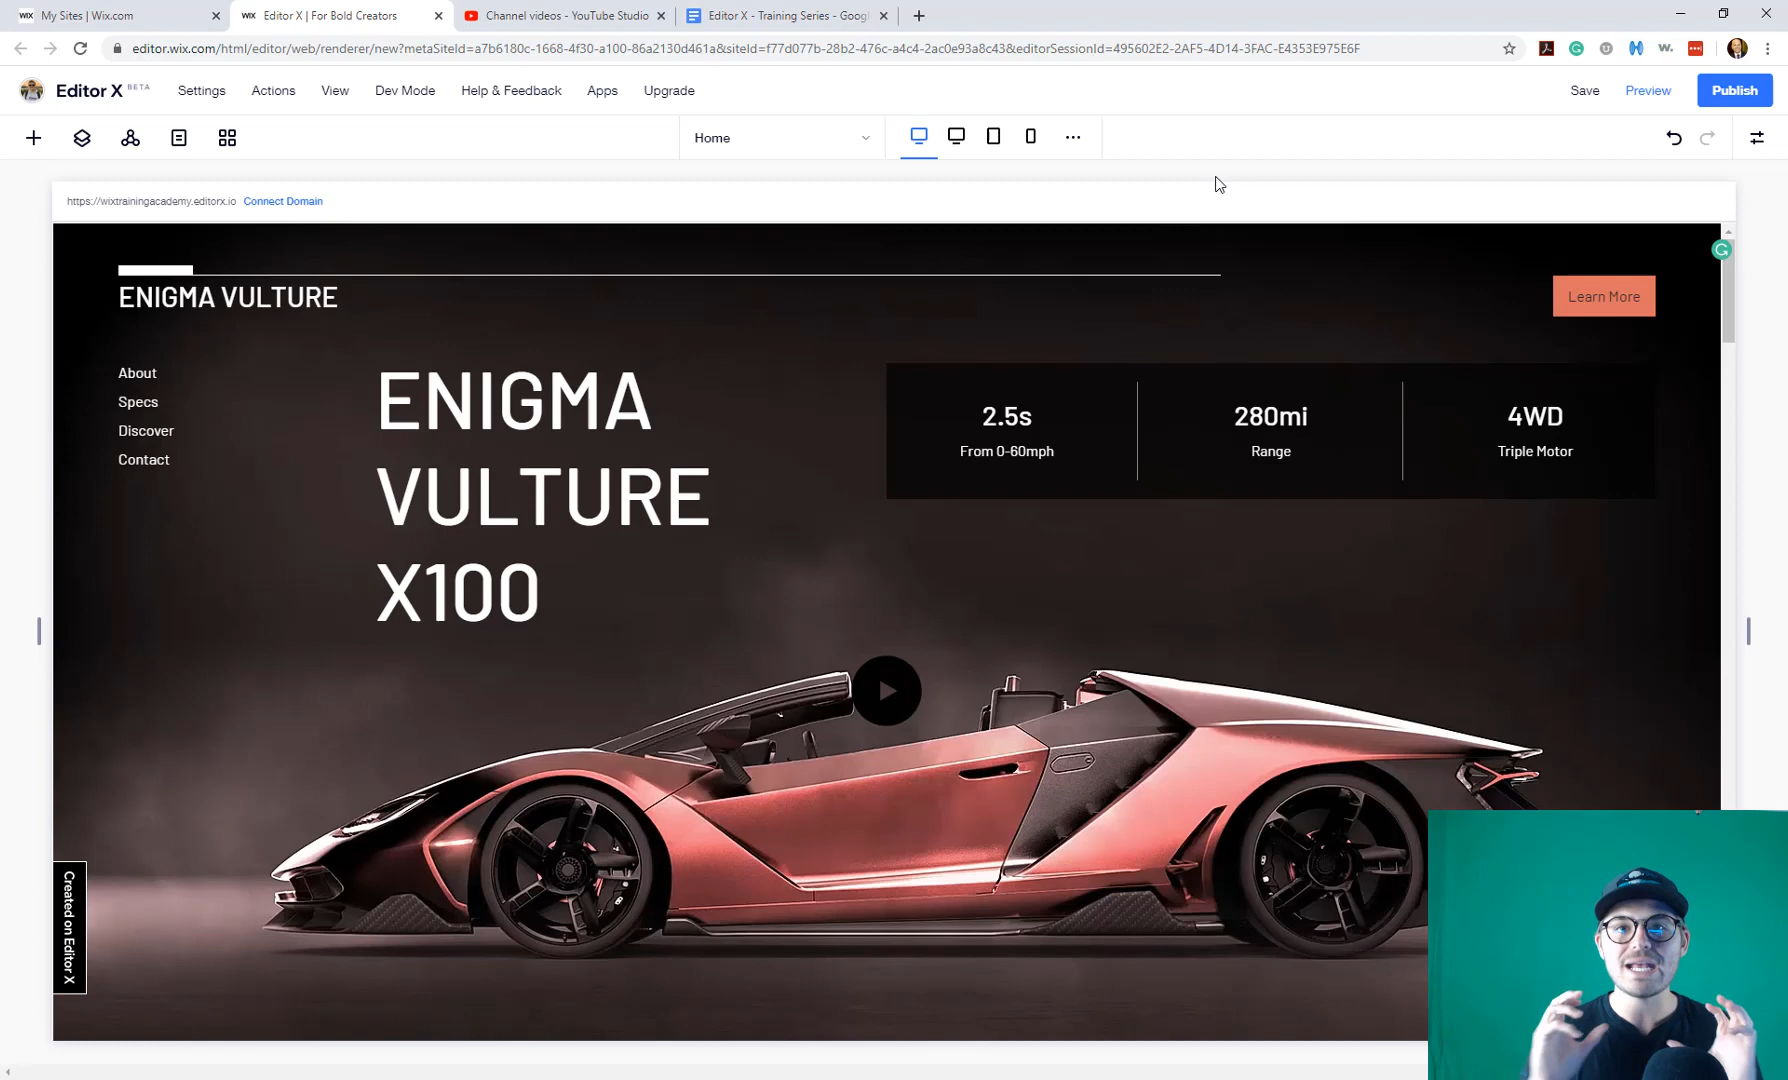 WIX My Sites | Wix.com
WIX Editor X | For Bold Creators
Channel videos - YouTube Studio
Editor X - Training Series - Googl
editor.wix.com/html/editor/web/renderer/new?metaSiteId=a7b6180c-1668-4f30-a100-86a2130d461a&siteId=f77d077b-28b2-476c-a4c4-2ac0e93a8c43&editorSessionId=495602E2-2AF5-4D14-3FAC-E4353E975E6F
Editor X BETA
Settings
Actions
View
Dev Mode
Help & Feedback
Apps
Upgrade
Save
Preview
Publish
Home
https://wixtrainingacademy.editorx.io Connect Domain
ENIGMA VULTURE
Learn More
About
Specs
Discover
Contact
ENIGMA
VULTURE
X100
2.5s
From 0-60mph
280mi
Range
4WD
Triple Motor
Created on Editor X